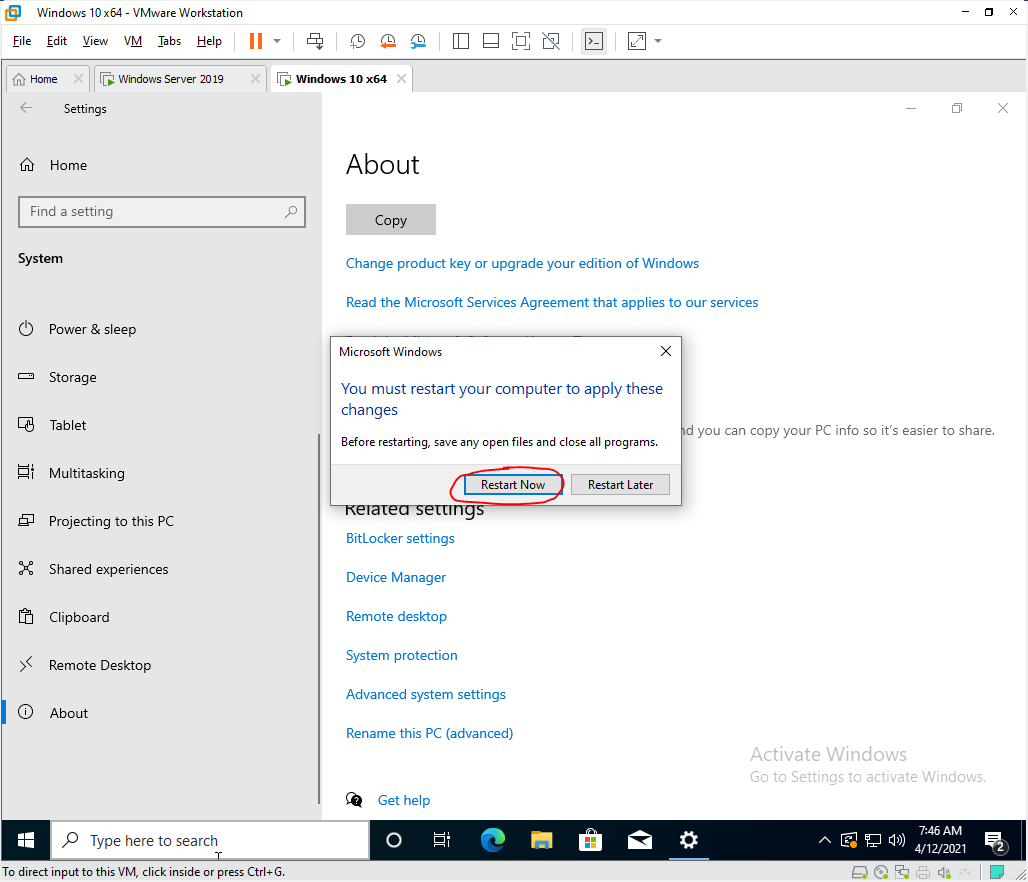 Windows 10 x64 - VMware Workstation
File Edit View VM Tabs Help
Home Windows Server 2019 Windows 10 x64
Settings
Home
Find a setting
System
Power & sleep
Storage
Tablet
Multitasking
Projecting to this PC
Shared experiences
Clipboard
Remote Desktop
About
About
Copy
Change product key or upgrade your edition of Windows
Read the Microsoft Services Agreement that applies to our services
Microsoft Windows
You must restart your computer to apply these
changes
Before restarting, save any open files and close all programs.
Restart Now Restart Later
you can copy your PC info so it's easier to share.
Related settings
BitLocker settings
Device Manager
Remote desktop
System protection
Advanced system settings
Rename this PC (advanced)
Get help
Activate Windows
Go to Settings to activate Windows.
Type here to search
7:46 AM
4/12/2021
2
To direct input to this VM, click inside or press Ctrl+G.